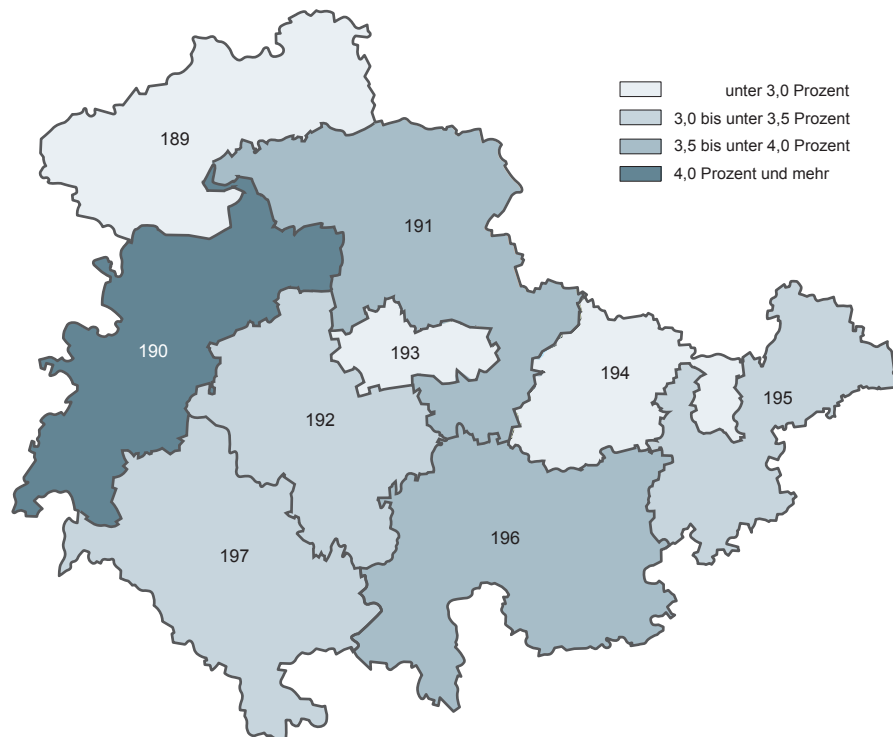 unter 3,0 Prozent
3,0 bis unter 3,5 Prozent
3,5 bis unter 4,0 Prozent
4,0 Prozent und mehr
189
191
190
193
194
195
192
196
197